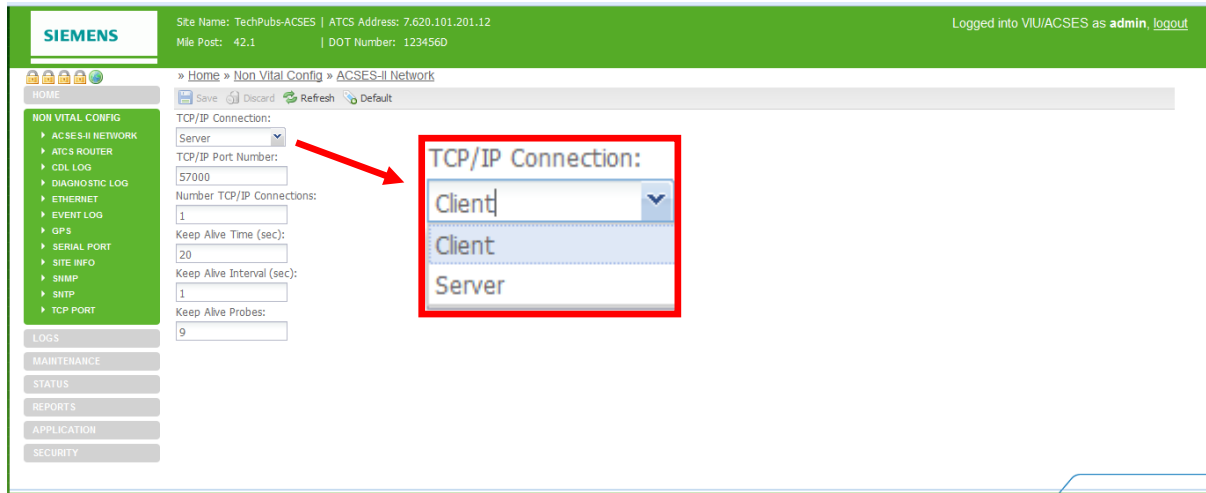 SIEMENS
Site Name: TechPubs-ACSES | ATCS Address: 7.620.101.201.12
Mile Post: 42.1 | DOT Number: 123456D
Logged into VIU/ACSES as admin, logout
» Home » Non Vital Config » ACSES-II Network
HOME
Save Discard Refresh Default
NON VITAL CONFIG
ACSES-II NETWORK
ATCS ROUTER
CDL LOG
DIAGNOSTIC LOG
ETHERNET
EVENT LOG
GPS
SERIAL PORT
SITE INFO
SNMP
SNTP
TCP PORT
LOGS
MAINTENANCE
STATUS
REPORTS
APPLICATION
SECURITY
TCP/IP Connection:
Server
TCP/IP Port Number:
57000
Number TCP/IP Connections:
1
Keep Alive Time (sec):
20
Keep Alive Interval (sec):
1
Keep Alive Probes:
9
TCP/IP Connection:
Client
Client
Server